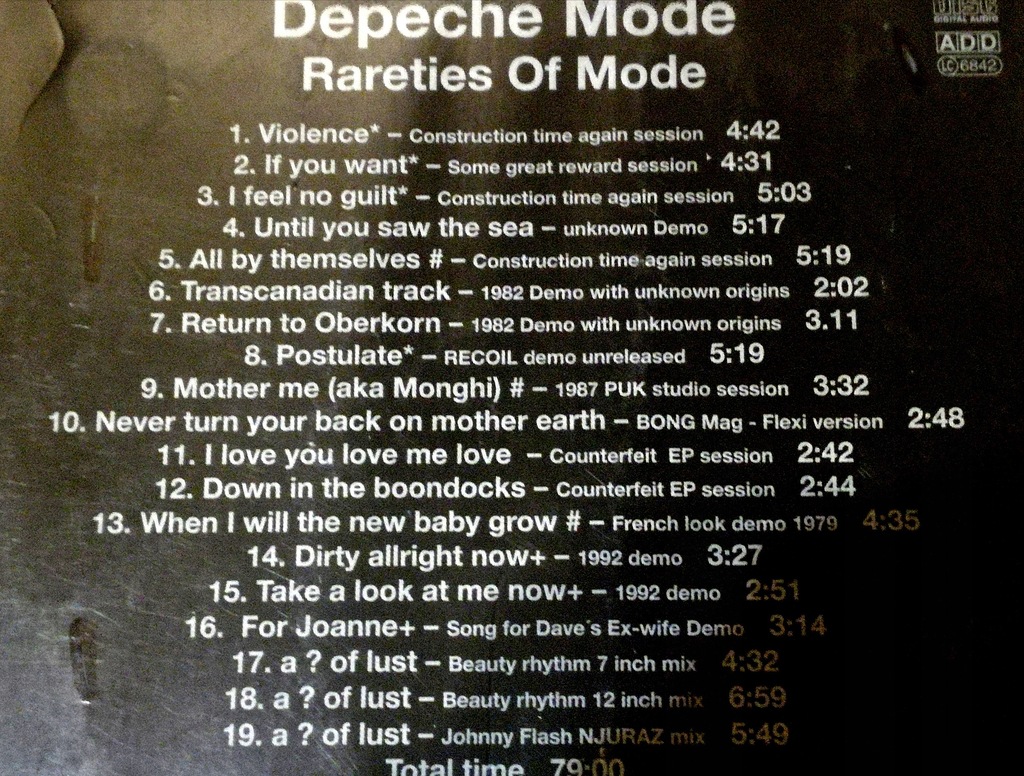 Depeche Mode
Rareties Of Mode
DIGITAL AUDIO
ADD
LC 6842
1. Violence* – Construction time again session 4:42
2. If you want* – Some great reward session 4:31
3. I feel no guilt* – Construction time again session 5:03
4. Until you saw the sea – unknown Demo 5:17
5. All by themselves # – Construction time again session 5:19
6. Transcanadian track – 1982 Demo with unknown origins 2:02
7. Return to Oberkorn – 1982 Demo with unknown origins 3.11
8. Postulate* – RECOIL demo unreleased 5:19
9. Mother me (aka Monghi) # – 1987 PUK studio session 3:32
10. Never turn your back on mother earth – BONG Mag - Flexi version 2:48
11. I love you love me love – Counterfeit EP session 2:42
12. Down in the boondocks – Counterfeit EP session 2:44
13. When I will the new baby grow # – French look demo 1979 4:35
14. Dirty allright now+ – 1992 demo 3:27
15. Take a look at me now+ – 1992 demo 2:51
16. For Joanne+ – Song for Dave´s Ex-wife Demo 3:14
17. a ? of lust – Beauty rhythm 7 inch mix 4:32
18. a ? of lust – Beauty rhythm 12 inch mix 6:59
19. a ? of lust – Johnny Flash NJURAZ mix 5:49
Total time 79:00